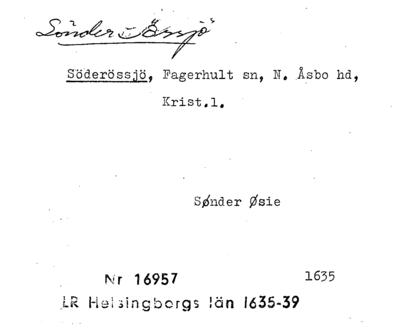 Sönder-Össjö
Söderössjö, Fagerhult sn, N. Åsbo hd,
Krist.l.
Sønder Øsie
Nr 16957 1635
LR Helsingborgs län 1635-39